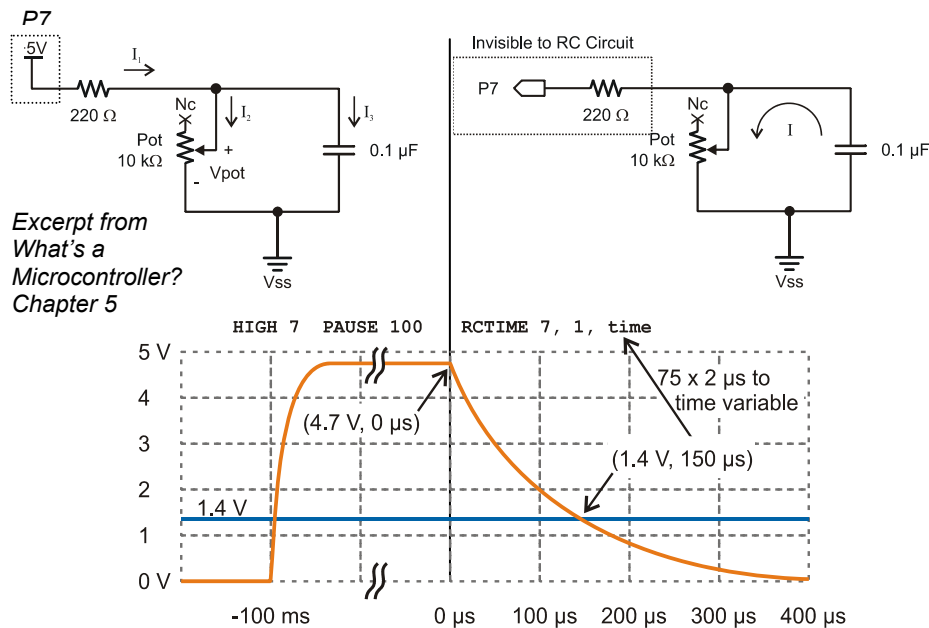 P7
5V
I₁
220 Ω
Nc
I₂
I₃
Pot
10 kΩ
+
Vpot
-
0.1 µF
Vss
Invisible to RC Circuit
P7
220 Ω
Nc
Pot
10 kΩ
I
0.1 µF
Vss
Excerpt from
What's a
Microcontroller?
Chapter 5
HIGH 7 PAUSE 100 RCTIME 7, 1, time
5 V
4
3
2
1.4 V
1
0 V
(4.7 V, 0 µs)
75 x 2 µs to
time variable
(1.4 V, 150 µs)
-100 ms 0 µs 100 µs 200 µs 300 µs 400 µs